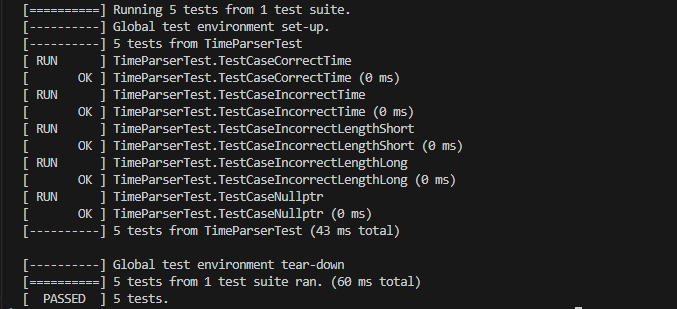 [==========] Running 5 tests from 1 test suite.
[----------] Global test environment set-up.
[----------] 5 tests from TimeParserTest
[ RUN      ] TimeParserTest.TestCaseCorrectTime
[       OK ] TimeParserTest.TestCaseCorrectTime (0 ms)
[ RUN      ] TimeParserTest.TestCaseIncorrectTime
[       OK ] TimeParserTest.TestCaseIncorrectTime (0 ms)
[ RUN      ] TimeParserTest.TestCaseIncorrectLengthShort
[       OK ] TimeParserTest.TestCaseIncorrectLengthShort (0 ms)
[ RUN      ] TimeParserTest.TestCaseIncorrectLengthLong
[       OK ] TimeParserTest.TestCaseIncorrectLengthLong (0 ms)
[ RUN      ] TimeParserTest.TestCaseNullptr
[       OK ] TimeParserTest.TestCaseNullptr (0 ms)
[----------] 5 tests from TimeParserTest (43 ms total)

[----------] Global test environment tear-down
[==========] 5 tests from 1 test suite ran. (60 ms total)
[  PASSED  ] 5 tests.